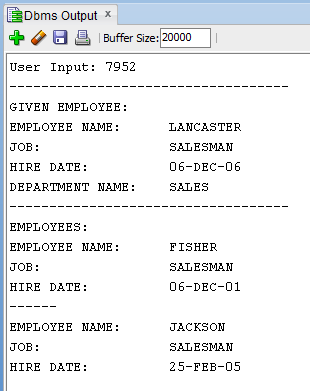 Dbms Output x
Buffer Size: 20000
User Input: 7952
----------------------------------
GIVEN EMPLOYEE:
EMPLOYEE NAME: LANCASTER
JOB: SALESMAN
HIRE DATE: 06-DEC-06
DEPARTMENT NAME: SALES
----------------------------------
EMPLOYEES:
EMPLOYEE NAME: FISHER
JOB: SALESMAN
HIRE DATE: 06-DEC-01
------
EMPLOYEE NAME: JACKSON
JOB: SALESMAN
HIRE DATE: 25-FEB-05